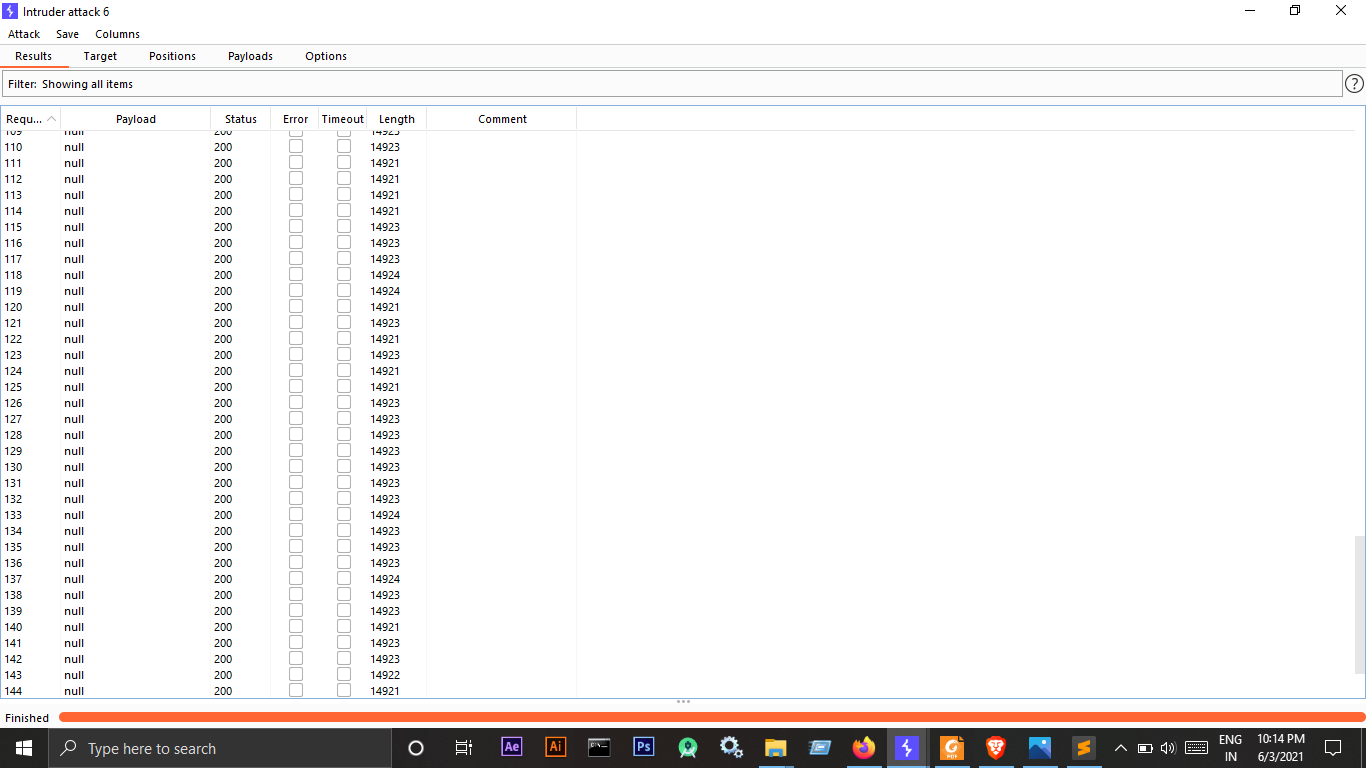 Intruder attack 6
Attack Save Columns
Results Target Positions Payloads Options
Filter: Showing all items ?
Requ... Payload Status Error Timeout Length Comment
109 null 200 14923
110 null 200 14923
111 null 200 14921
112 null 200 14921
113 null 200 14921
114 null 200 14921
115 null 200 14923
116 null 200 14923
117 null 200 14923
118 null 200 14924
119 null 200 14924
120 null 200 14921
121 null 200 14923
122 null 200 14921
123 null 200 14923
124 null 200 14921
125 null 200 14921
126 null 200 14923
127 null 200 14923
128 null 200 14923
129 null 200 14923
130 null 200 14923
131 null 200 14923
132 null 200 14923
133 null 200 14924
134 null 200 14923
135 null 200 14923
136 null 200 14923
137 null 200 14924
138 null 200 14923
139 null 200 14923
140 null 200 14921
141 null 200 14923
142 null 200 14923
143 null 200 14922
144 null 200 14921
Finished
Type here to search Ae Ai Ps ENG 10:14 PM
IN 6/3/2021